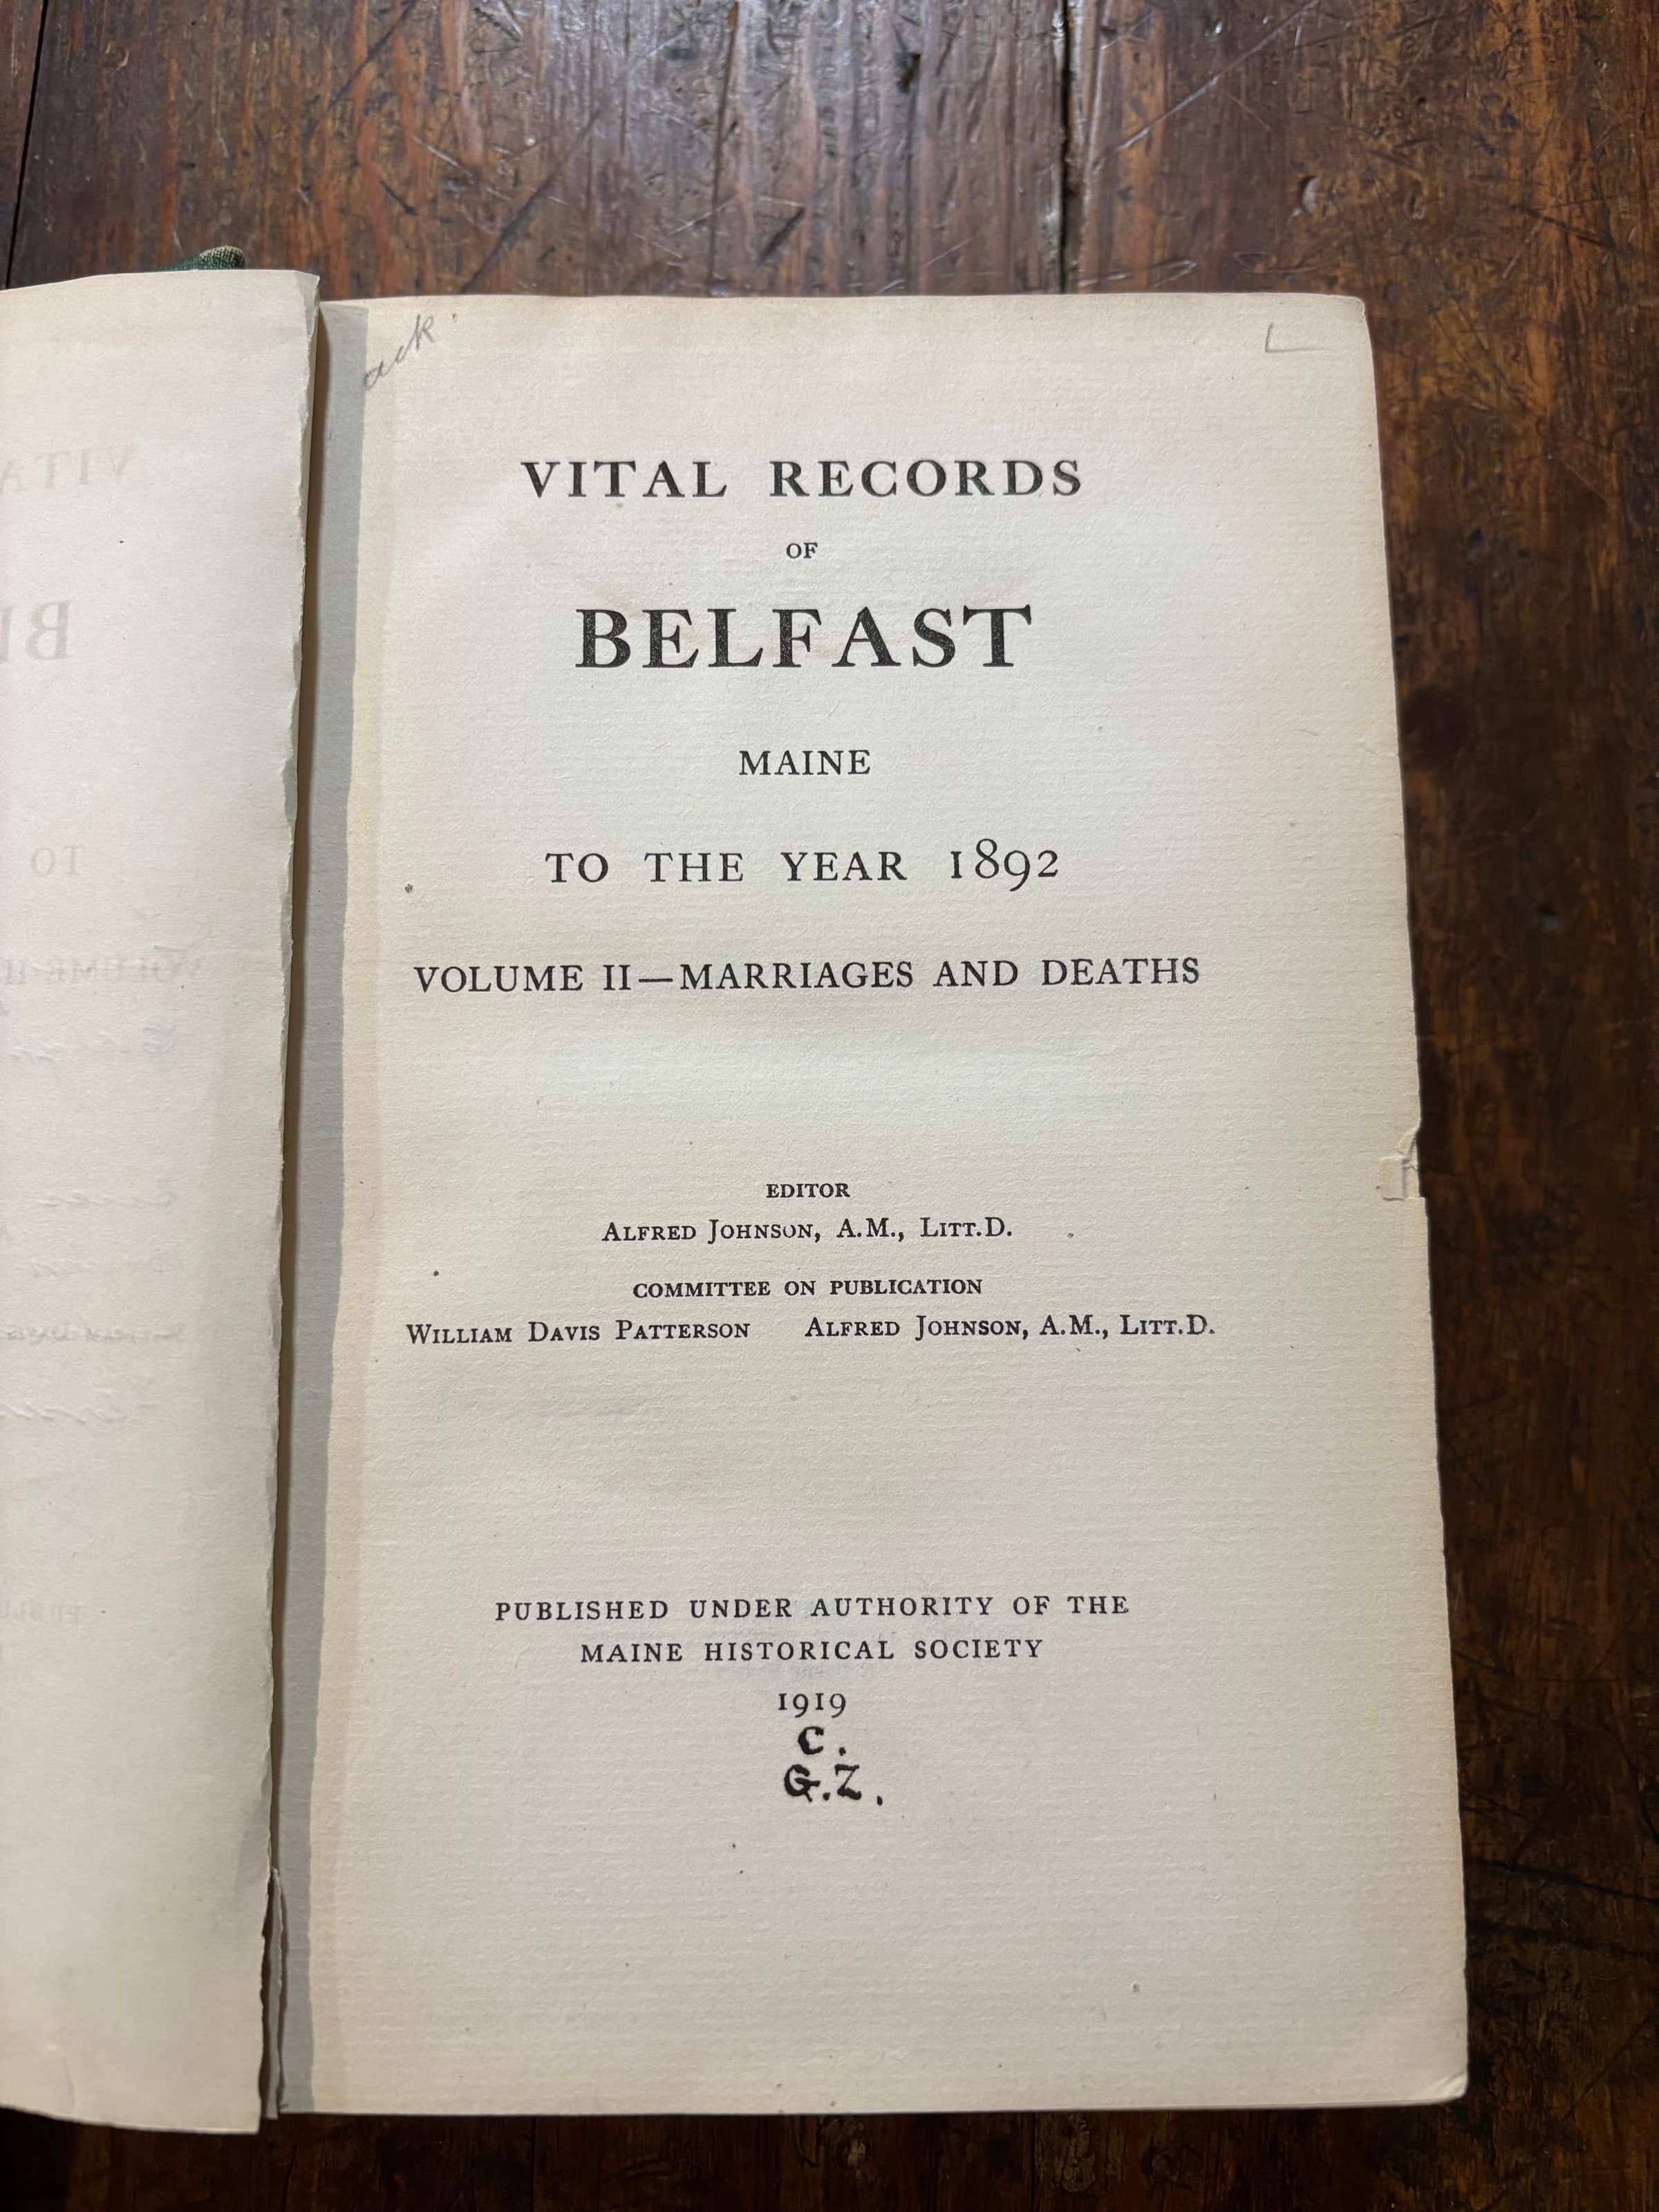 ack.
L
VITAL RECORDS
OF
BELFAST
MAINE
TO THE YEAR 1892
VOLUME II—MARRIAGES AND DEATHS
EDITOR
ALFRED JOHNSON, A.M., LITT.D.
COMMITTEE ON PUBLICATION
WILLIAM DAVIS PATTERSON ALFRED JOHNSON, A.M., LITT.D.
PUBLISHED UNDER AUTHORITY OF THE
MAINE HISTORICAL SOCIETY
1919
C.
G.Z.